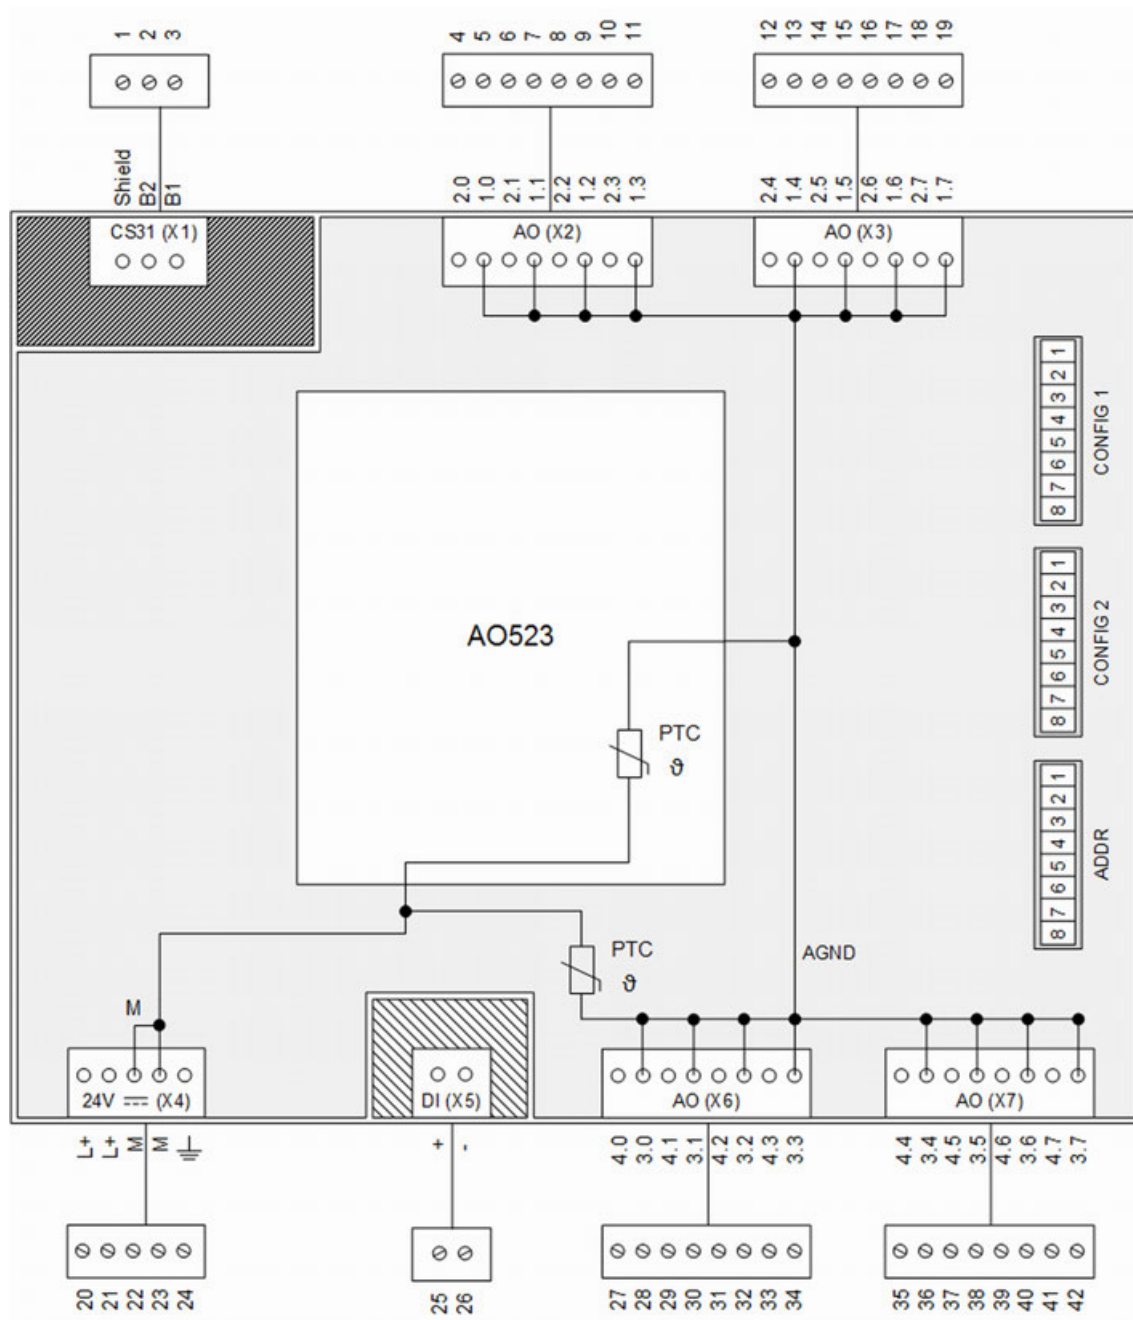 1 2 3
4 5 6 7 8 9 10 11
12 13 14 15 16 17 18 19
Shield B2 B1
2.0 1.0 2.1 1.1 2.2 1.2 2.3 1.3
2.4 1.4 2.5 1.5 2.6 1.6 2.7 1.7
CS31 (X1)
AO (X2)
AO (X3)
1 2 3 4 5 6 7 8
CONFIG 1
1 2 3 4 5 6 7 8
CONFIG 2
AO523
PTC
ϑ
1 2 3 4 5 6 7 8
ADDR
PTC
ϑ
AGND
M
24V (X4)
DI (X5)
AO (X6)
AO (X7)
L+ L+ M M
+ -
4.0 3.0 4.1 3.1 4.2 3.2 4.3 3.3
4.4 3.4 4.5 3.5 4.6 3.6 4.7 3.7
20 21 22 23 24
25 26
27 28 29 30 31 32 33 34
35 36 37 38 39 40 41 42